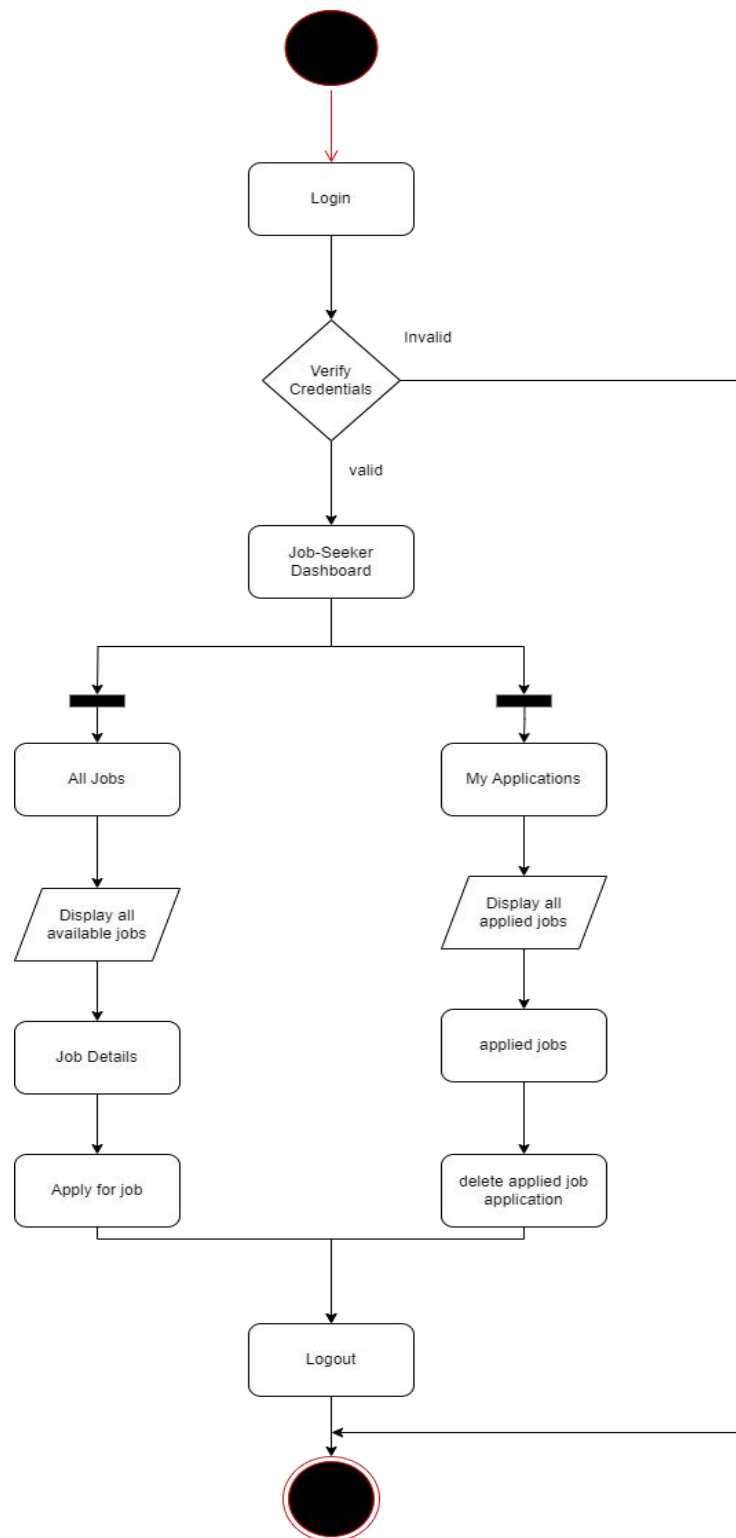 Login
Invalid
Verify
Credentials
valid
Job-Seeker
Dashboard
All Jobs
My Applications
Display all
available jobs
Display all
applied jobs
Job Details
applied jobs
Apply for job
delete applied job
application
Logout